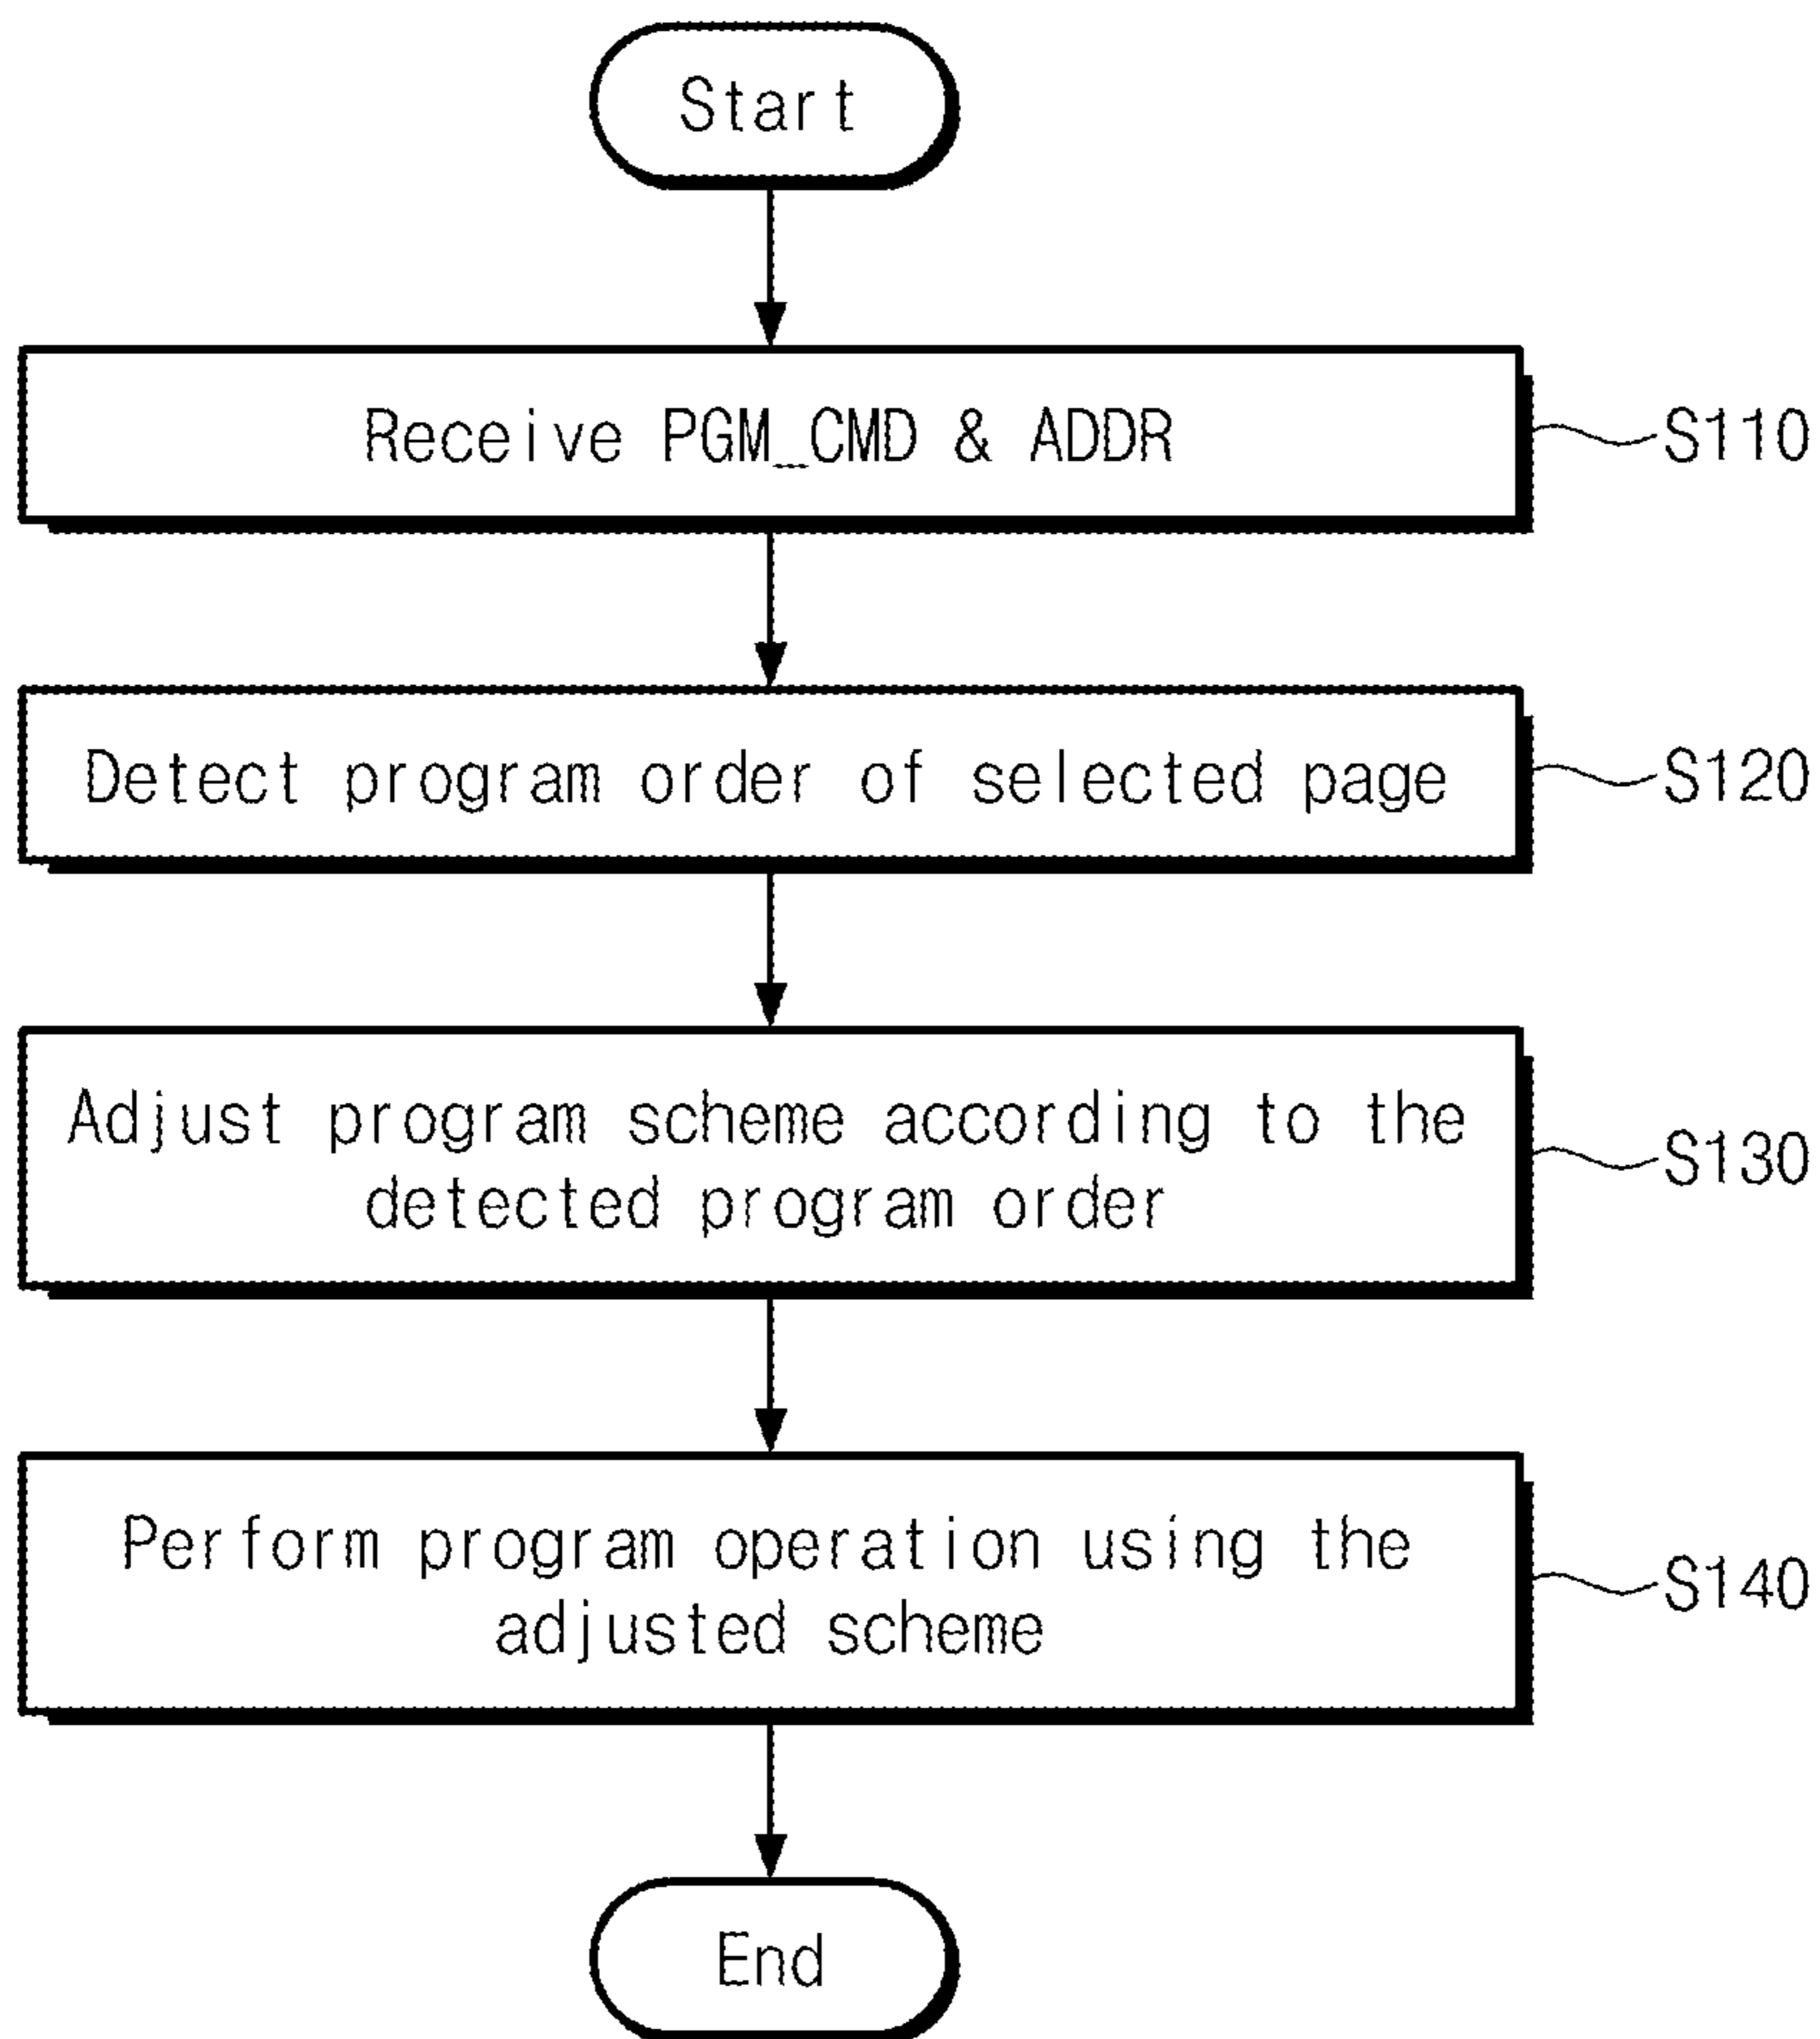 Start
Receive PGM_CMD & ADDR
S110
Detect program order of selected page
S120
Adjust program scheme according to the
detected program order
S130
Perform program operation using the
adjusted scheme
S140
End